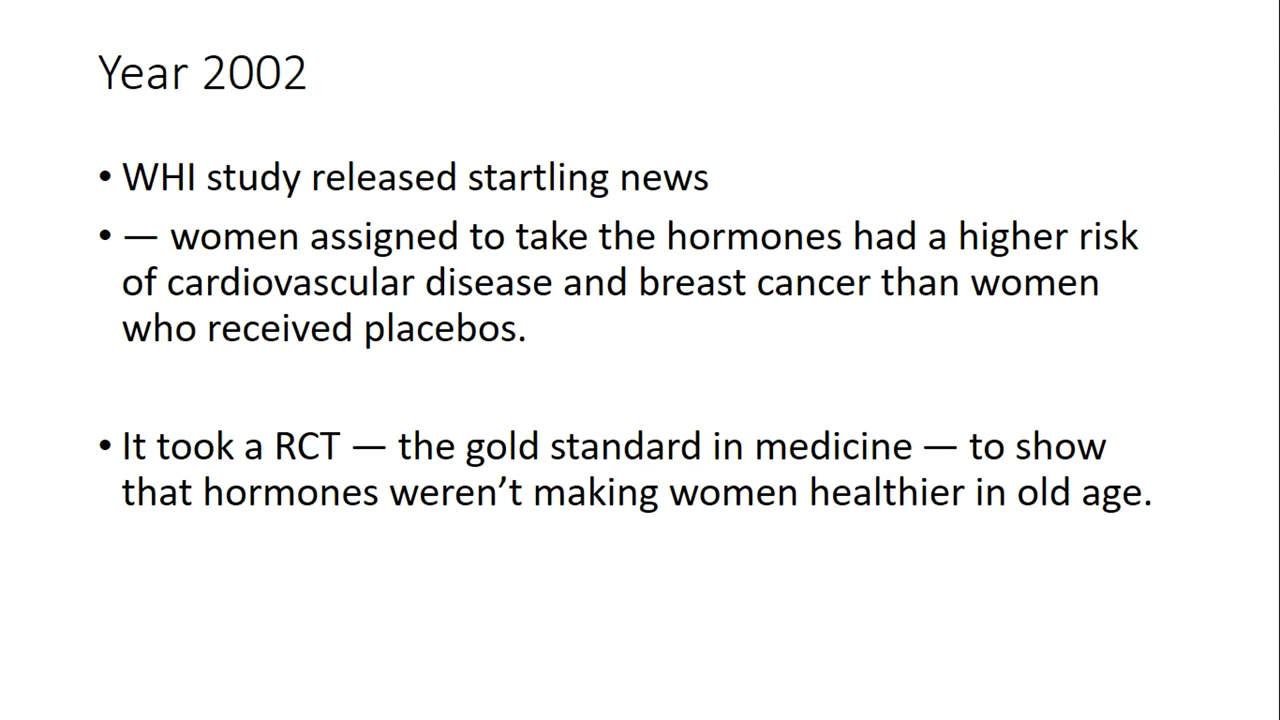 Year 2002
• WHI study released startling news
• — women assigned to take the hormones had a higher risk
of cardiovascular disease and breast cancer than women
who received placebos.
• It took a RCT — the gold standard in medicine — to show
that hormones weren’t making women healthier in old age.